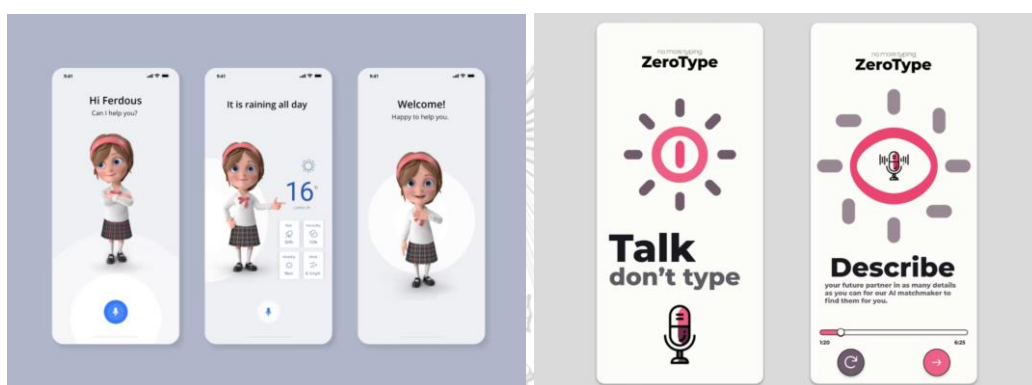 9:41
Hi Ferdous
Can I help you?
9:41
It is raining all day
16°
9:41
Welcome!
Happy to help you.
no more typing
ZeroType
Talk
don't type
no more typing
ZeroType
Describe
your future partner in as many details
as you can for our AI matchmaker to
find them for you.
1:20
6:25